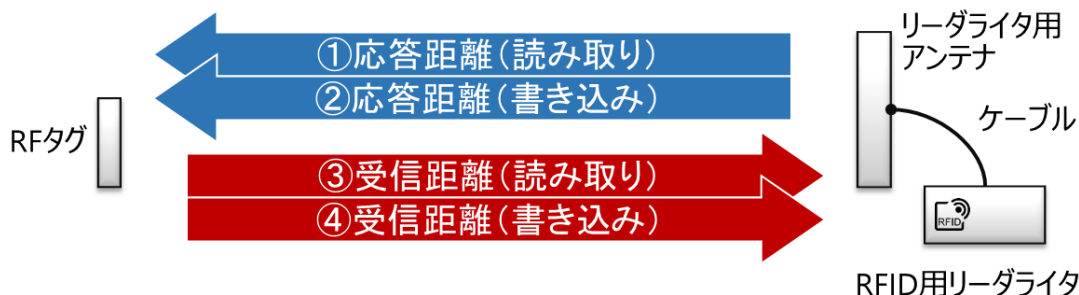 ①応答距離(読み取り)
②応答距離(書き込み)
③受信距離(読み取り)
④受信距離(書き込み)
RFタグ
リーダライタ用
アンテナ
ケーブル
RFID
RFID用リーダライタ